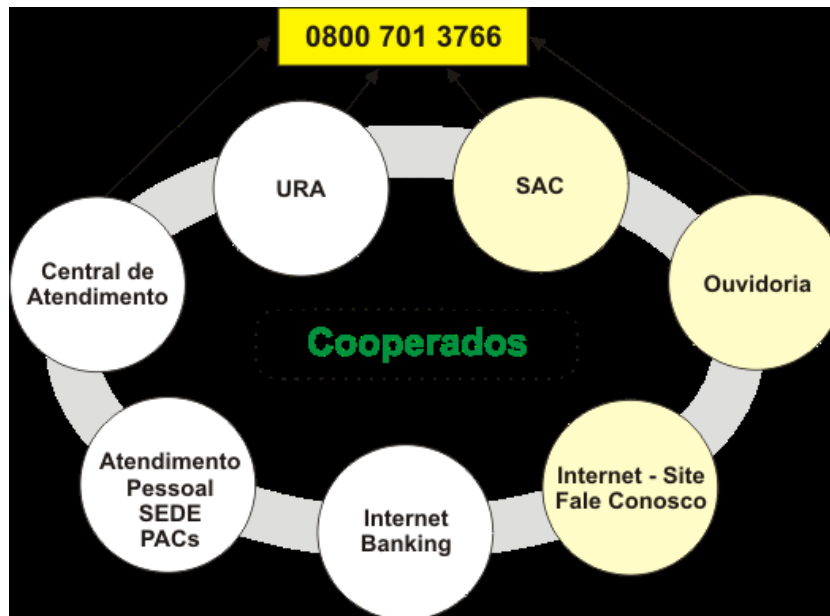 0800 701 3766
URA
SAC
Central de
Atendimento
Ouvidoria
Cooperados
Atendimento
Pessoal
SEDE
PACs
Internet
Banking
Internet - Site
Fale Conosco